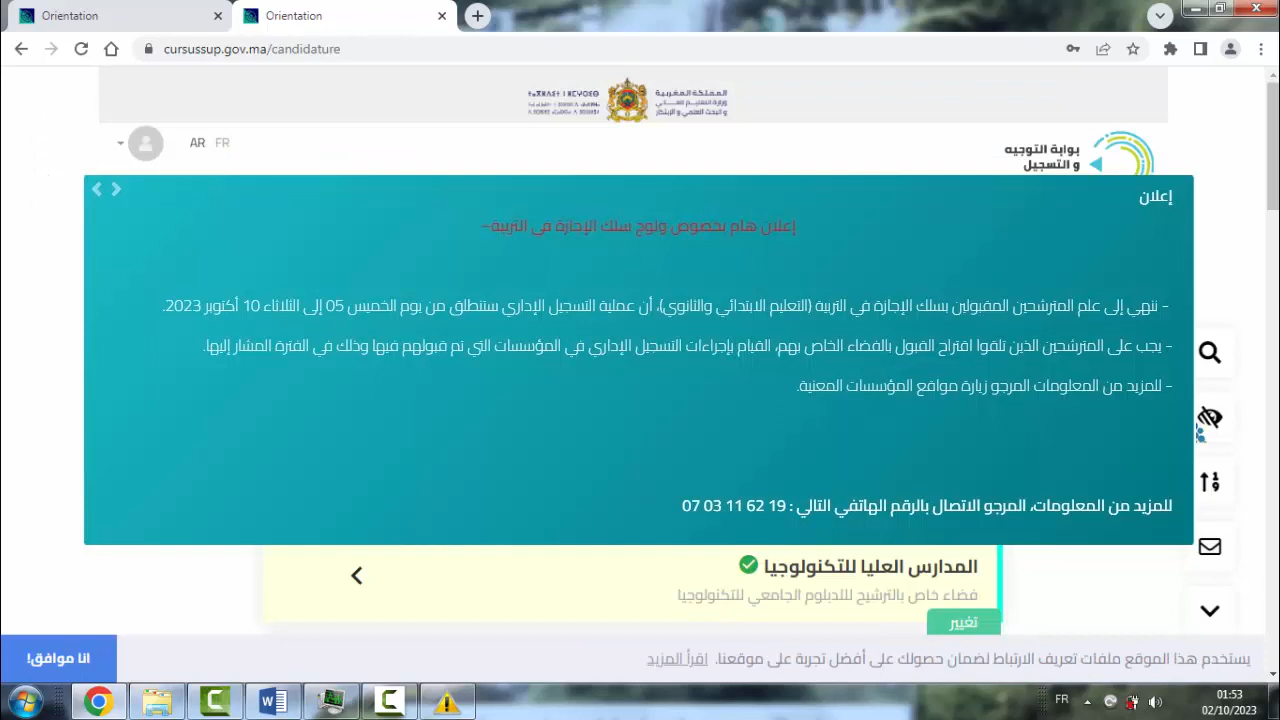 Orientation
Orientation
cursussup.gov.ma/candidature
المملكة المغربية
AR FR
بوابة التوجيه
و التسجيل
إعلان
إعلان هام بخصوص ولوج سلك الإجازة في التربية–
- ننهي إلى علم المترشحين المقبولين بسلك الإجازة في التربية (التعليم الابتدائي والثانوي)، أن عملية التسجيل الإداري ستنطلق من يوم الخميس 05 إلى الثلاثاء 10 أكتوبر 2023.
- يجب على المترشحين الذين تلقوا اقتراح القبول بالفضاء الخاص بهم، القيام بإجراءات التسجيل الإداري في المؤسسات التي تم قبولهم فيها وذلك في الفترة المشار إليها.
- للمزيد من المعلومات المرجو زيارة مواقع المؤسسات المعنية.
للمزيد من المعلومات، المرجو الاتصال بالرقم الهاتفي التالي : 19 62 11 03 07
المدارس العليا للتكنولوجيا
فضاء خاص بالترشيح لللدبلوم الجامعي للتكنولوجيا
تغيير
يستخدم هذا الموقع ملفات تعريف الارتباط لضمان حصولك على أفضل تجربة على موقعنا. اقرأ المزيد
انا موافق!
FR
01:53
02/10/2023